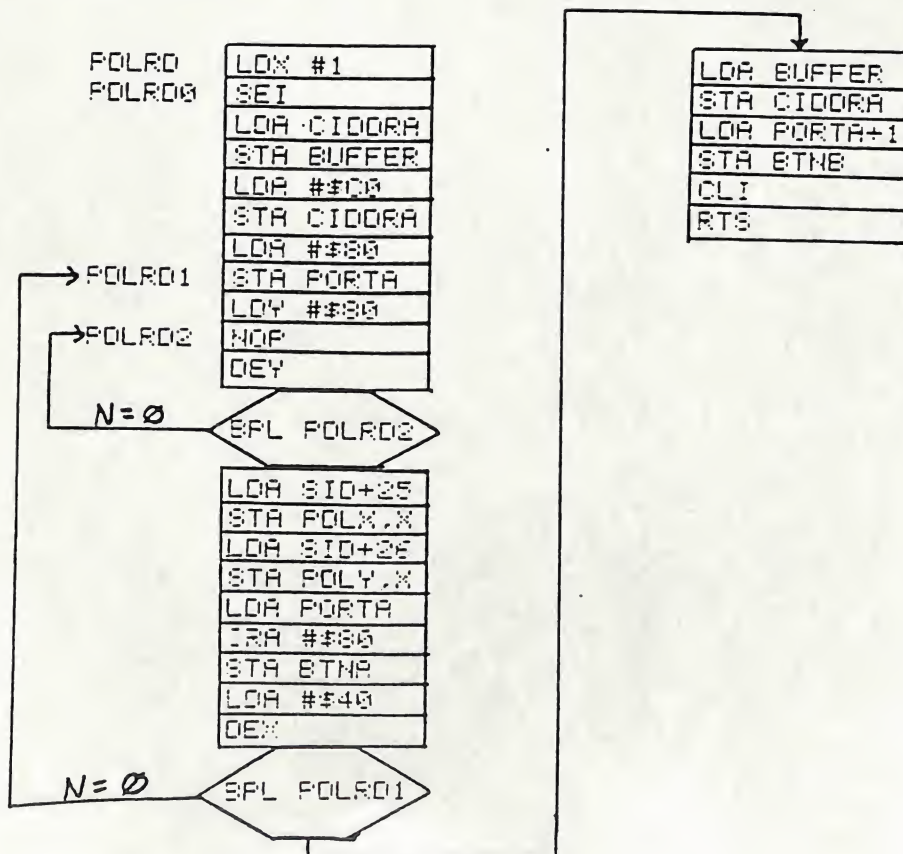 POLRD LDX #1
POLRD0 SEI
LDA CIDDRA
STA BUFFER
LDA #$C0
STA CIDDRA
LDA #$80
POLRD1 STA PORTA
LDY #$80
POLRD2 NOP
DEY
N=Ø BPL POLRD2
LDA SID+25
STA POLX,X
LDA SID+26
STA POLY,X
LDA PORTA
#$80
STA BTNA
LDA #$40
DEX
N=Ø BPL POLRD1
LDA BUFFER
STA CIDDRA
LDA PORTA+1
STA BTNB
CLI
RTS